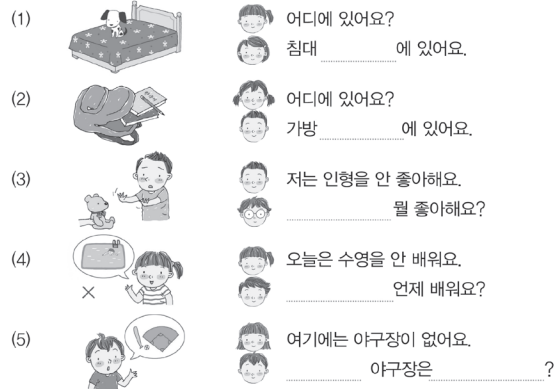 (1)
어디에 있어요?
침대 에 있어요.
(2)
어디에 있어요?
가방 에 있어요.
(3)
저는 인형을 안 좋아해요.
뭘 좋아해요?
(4)
오늘은 수영을 안 배워요.
언제 배워요?
(5)
여기에는 야구장이 없어요.
야구장은 ?